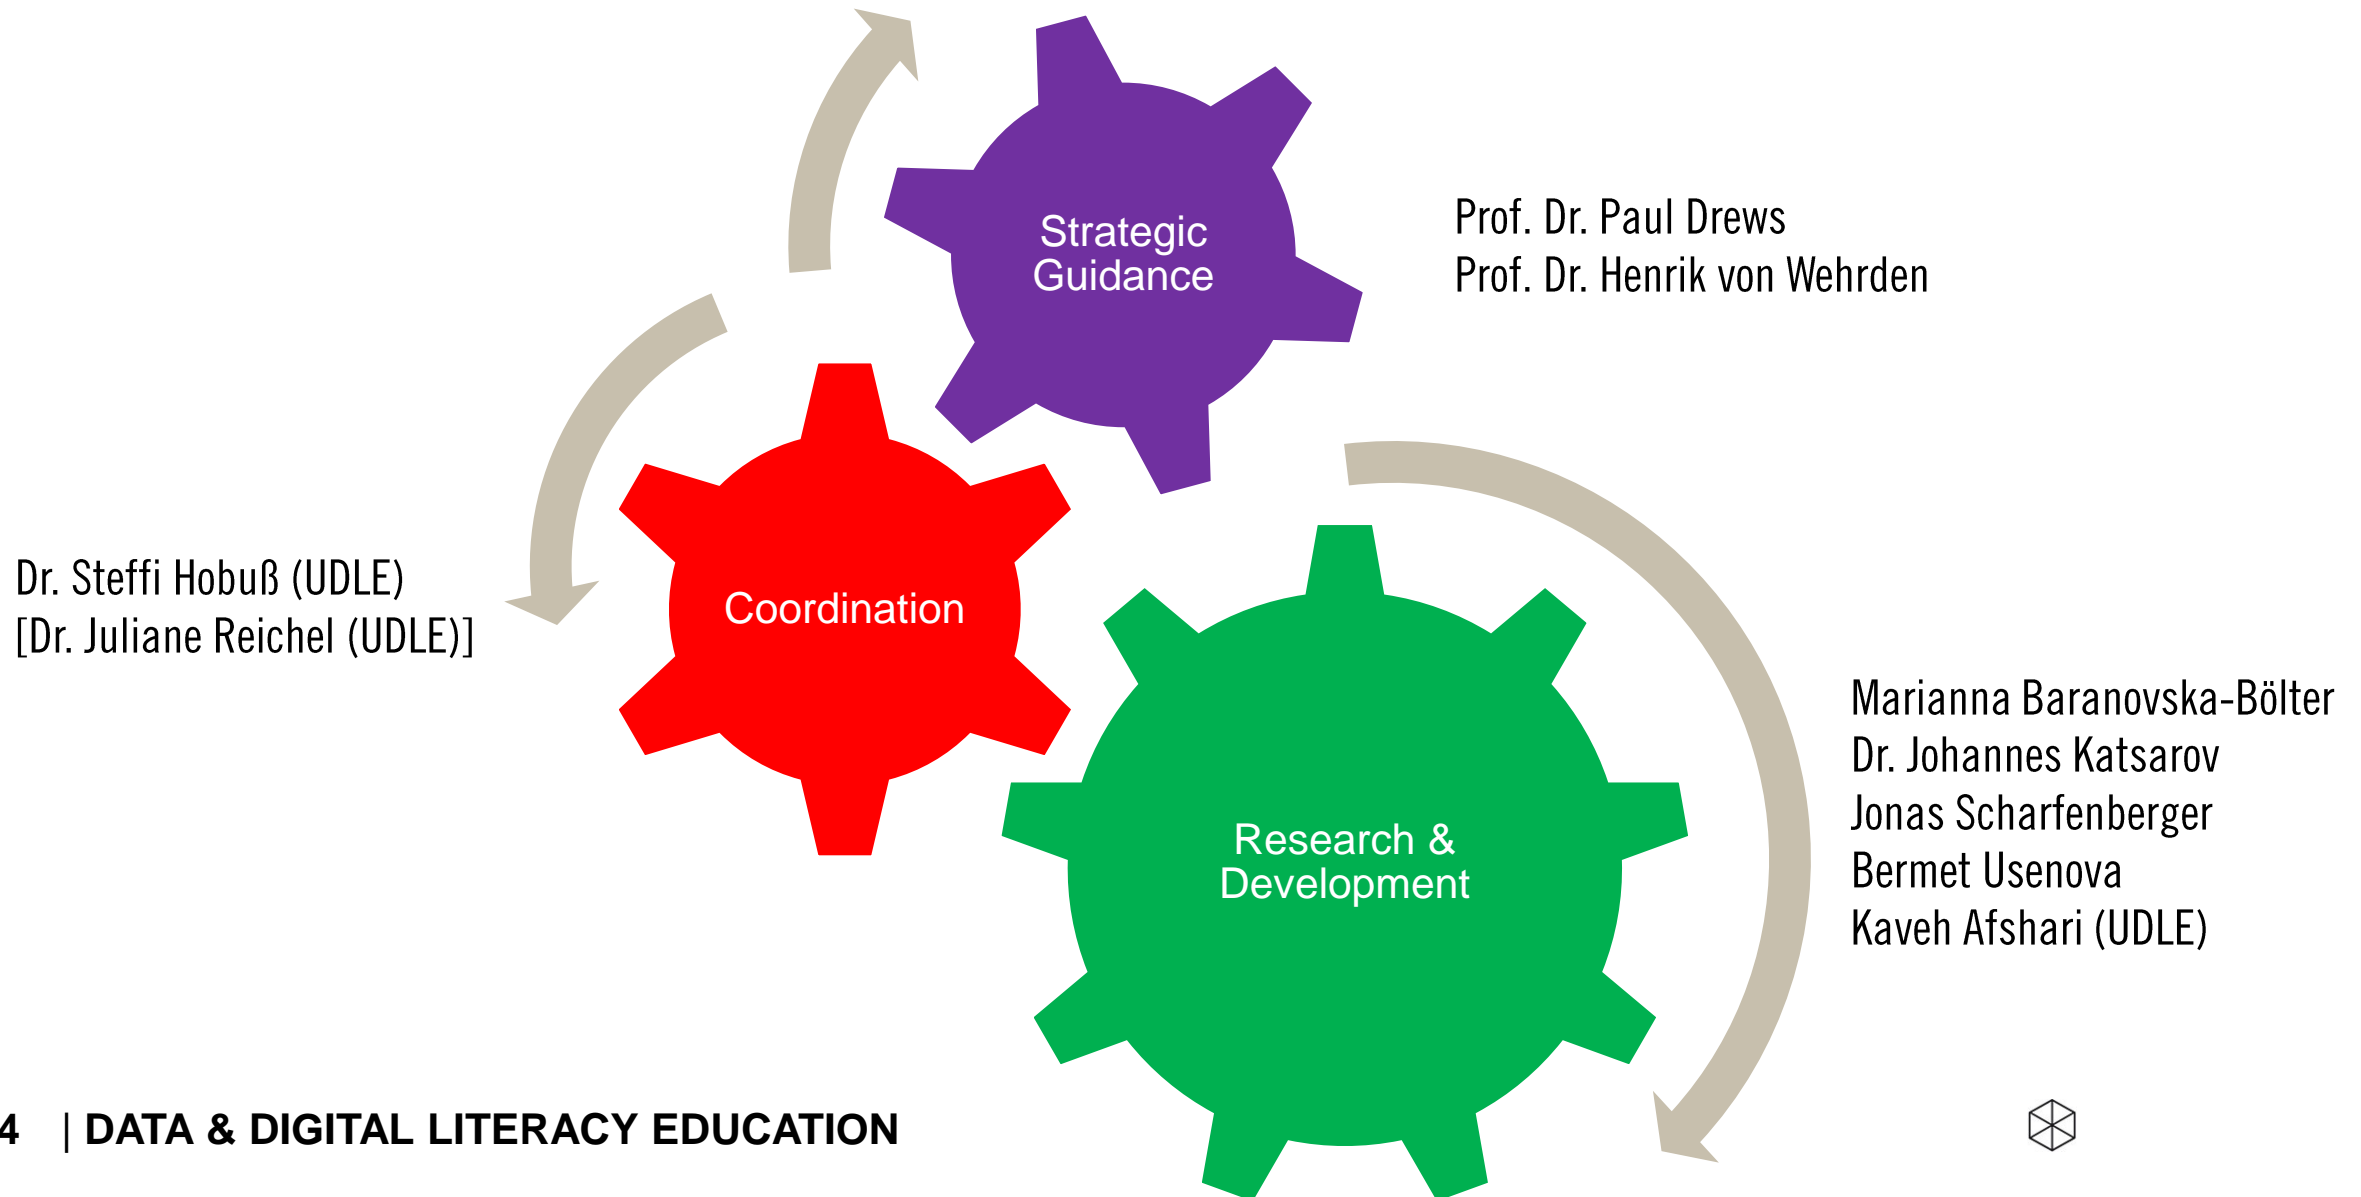 Strategic
Guidance
Prof. Dr. Paul Drews
Prof. Dr. Henrik von Wehrden
Dr. Steffi Hobuß (UDLE)
[Dr. Juliane Reichel (UDLE)]
Coordination
Research &
Development
Marianna Baranovska-Bölter
Dr. Johannes Katsarov
Jonas Scharfenberger
Bermet Usenova
Kaveh Afshari (UDLE)
4 | DATA & DIGITAL LITERACY EDUCATION